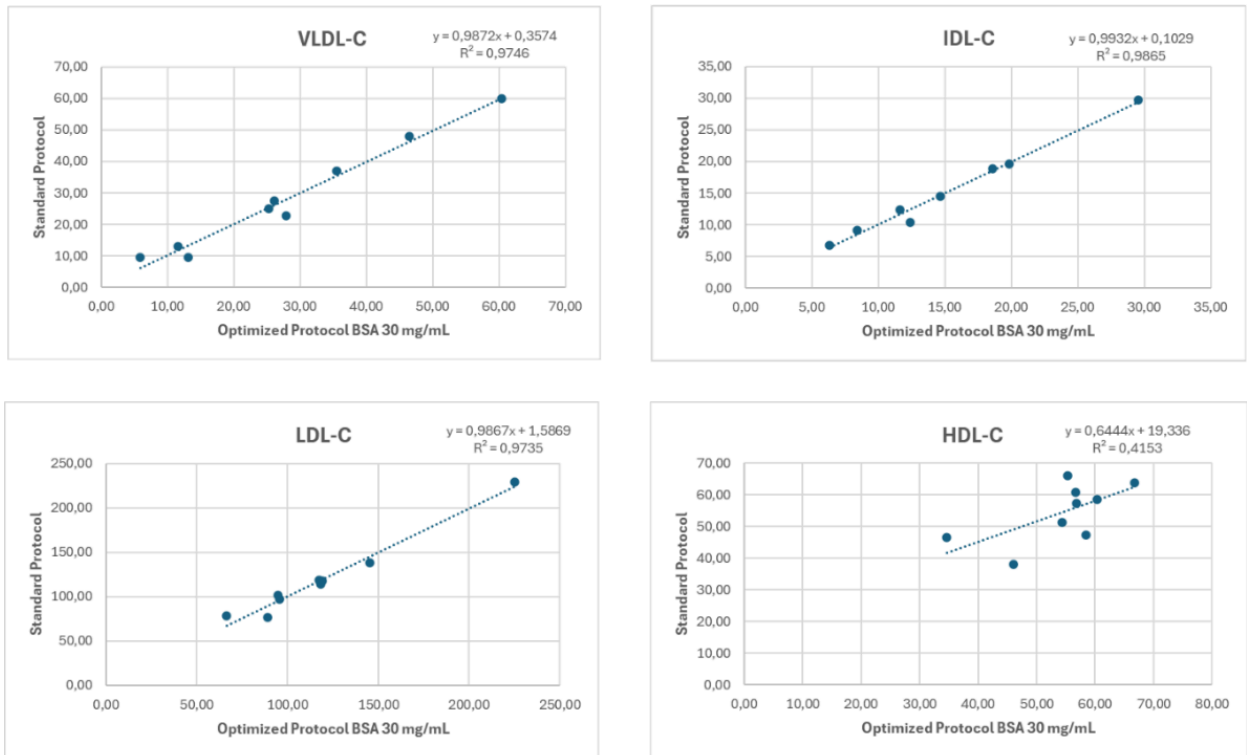 VLDL-C
y = 0,9872x + 0,3574
R² = 0,9746
70,00
60,00
50,00
40,00
30,00
20,00
10,00
0,00
Standard Protocol
0,00 10,00 20,00 30,00 40,00 50,00 60,00 70,00
Optimized Protocol BSA 30 mg/mL
IDL-C
y = 0,9932x + 0,1029
R² = 0,9865
35,00
30,00
25,00
20,00
15,00
10,00
5,00
0,00
Standard Protocol
0,00 5,00 10,00 15,00 20,00 25,00 30,00 35,00
Optimized Protocol BSA 30 mg/mL
LDL-C
y = 0,9867x + 1,5869
R² = 0,9735
250,00
200,00
150,00
100,00
50,00
0,00
Standard Protocol
0,00 50,00 100,00 150,00 200,00 250,00
Optimized Protocol BSA 30 mg/mL
HDL-C
y = 0,6444x + 19,336
R² = 0,4153
70,00
60,00
50,00
40,00
30,00
20,00
10,00
0,00
Standard Protocol
0,00 10,00 20,00 30,00 40,00 50,00 60,00 70,00 80,00
Optimized Protocol BSA 30 mg/mL